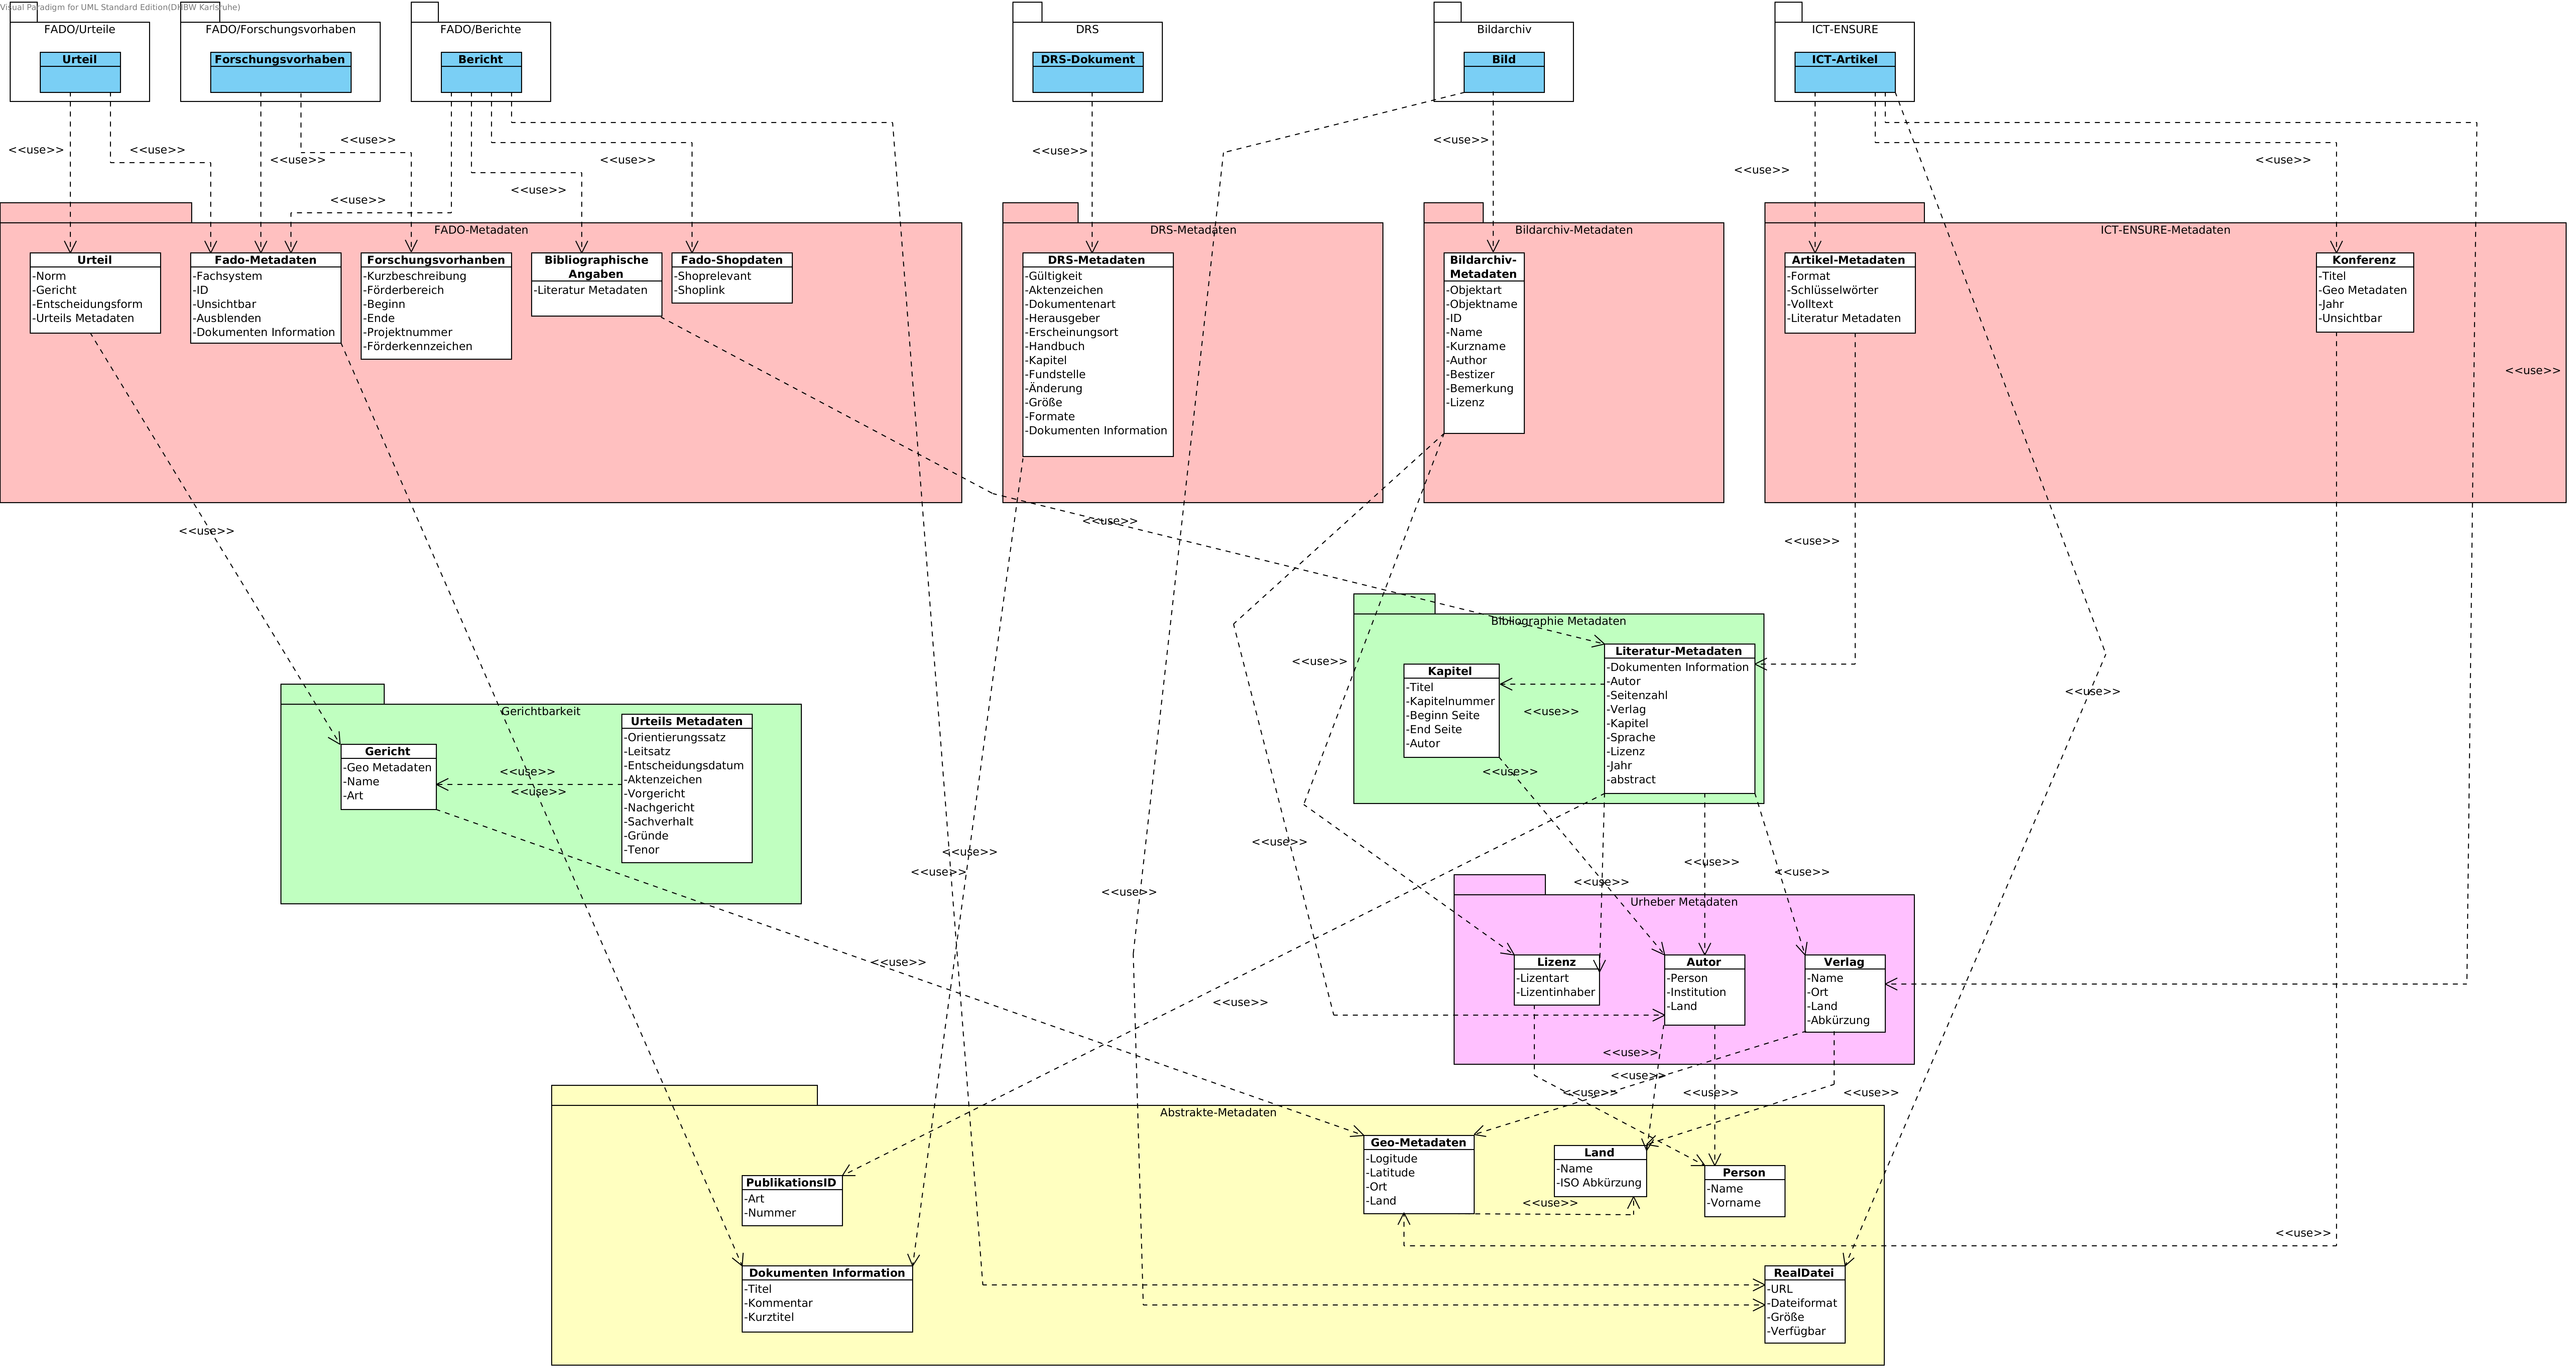 Visual Paradigm for UML Standard Edition(DHBW Karlsruhe)
FADO/Urteile
Urteil
FADO/Forschungsvorhaben
Forschungsvorhaben
FADO/Berichte
Bericht
DRS
DRS-Dokument
Bildarchiv
Bild
ICT-ENSURE
ICT-Artikel
<<use>>
<<use>>
<<use>>
<<use>>
<<use>>
<<use>>
<<use>>
<<use>>
<<use>>
<<use>>
<<use>>
FADO-Metadaten
Urteil
-Norm
-Gericht
-Entscheidungsform
-Urteils Metadaten
Fado-Metadaten
-Fachsystem
-ID
-Unsichtbar
-Ausblenden
-Dokumenten Information
Forschungsvorhanben
-Kurzbeschreibung
-Förderbereich
-Beginn
-Ende
-Projektnummer
-Förderkennzeichen
Bibliographische
Angaben
-Literatur Metadaten
Fado-Shopdaten
-Shoprelevant
-Shoplink
DRS-Metadaten
DRS-Metadaten
-Gültigkeit
-Aktenzeichen
-Dokumentenart
-Herausgeber
-Erscheinungsort
-Handbuch
-Kapitel
-Fundstelle
-Änderung
-Größe
-Formate
-Dokumenten Information
Bildarchiv-Metadaten
Bildarchiv-
Metadaten
-Objektart
-Objektname
-ID
-Name
-Kurzname
-Author
-Bestizer
-Bemerkung
-Lizenz
ICT-ENSURE-Metadaten
Artikel-Metadaten
-Format
-Schlüsselwörter
-Volltext
-Literatur Metadaten
Konferenz
-Titel
-Geo Metadaten
-Jahr
-Unsichtbar
<<use>>
<<use>>
<<use>>
<<use>>
Bibliographie Metadaten
Literatur-Metadaten
-Dokumenten Information
-Autor
-Seitenzahl
-Verlag
-Kapitel
-Sprache
-Lizenz
-Jahr
-abstract
Kapitel
-Titel
-Kapitelnummer
-Beginn Seite
-End Seite
-Autor
<<use>>
<<use>>
<<use>>
<<use>>
Gerichtbarkeit
Gericht
-Geo Metadaten
-Name
-Art
Urteils Metadaten
-Orientierungssatz
-Leitsatz
-Entscheidungsdatum
-Aktenzeichen
-Vorgericht
-Nachgericht
-Sachverhalt
-Gründe
-Tenor
<<use>>
<<use>>
<<use>>
<<use>>
<<use>>
<<use>>
<<use>>
<<use>>
<<use>>
<<use>>
<<use>>
Urheber Metadaten
Lizenz
-Lizentart
-Lizentinhaber
Autor
-Person
-Institution
-Land
Verlag
-Name
-Ort
-Land
-Abkürzung
<<use>>
<<use>>
<<use>>
<<use>>
<<use>>
Abstrakte-Metadaten
Geo-Metadaten
-Logitude
-Latitude
-Ort
-Land
Land
-Name
-ISO Abkürzung
Person
-Name
-Vorname
PublikationsID
-Art
-Nummer
<<use>>
<<use>>
Dokumenten Information
-Titel
-Kommentar
-Kurztitel
RealDatei
-URL
-Dateiformat
-Größe
-Verfügbar